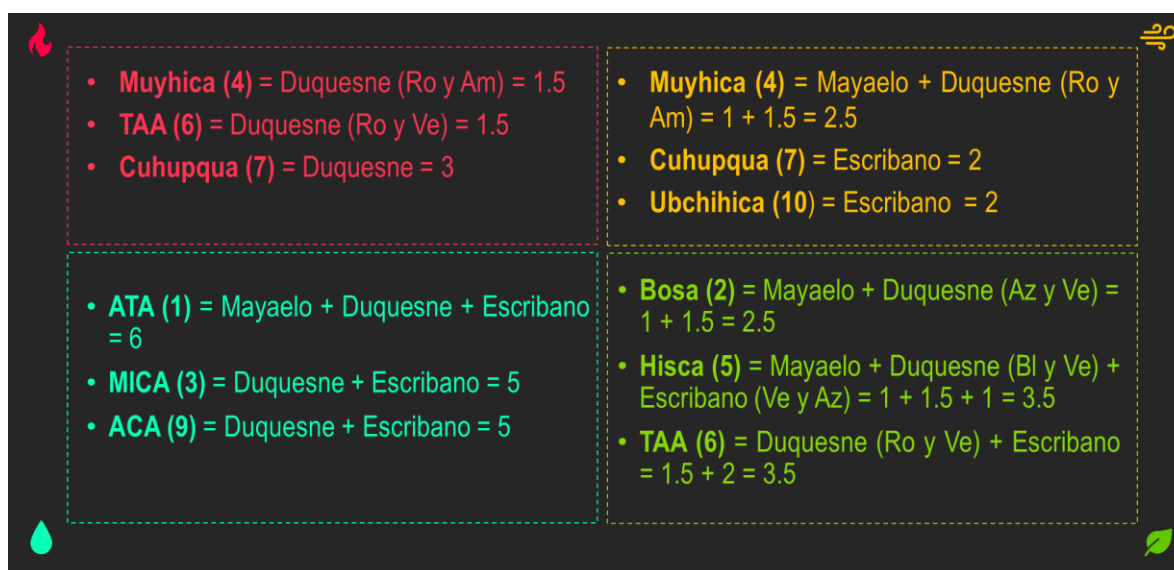 • Muyhica (4) = Duquesne (Ro y Am) = 1.5
• TAA (6) = Duquesne (Ro y Ve) = 1.5
• Cuhupqua (7) = Duquesne = 3
• Muyhica (4) = Mayaelo + Duquesne (Ro y
Am) = 1 + 1.5 = 2.5
• Cuhupqua (7) = Escribano = 2
• Ubchihica (10) = Escribano = 2
• ATA (1) = Mayaelo + Duquesne + Escribano
= 6
• MICA (3) = Duquesne + Escribano = 5
• ACA (9) = Duquesne + Escribano = 5
• Bosa (2) = Mayaelo + Duquesne (Az y Ve) =
1 + 1.5 = 2.5
• Hisca (5) = Mayaelo + Duquesne (Bl y Ve) +
Escribano (Ve y Az) = 1 + 1.5 + 1 = 3.5
• TAA (6) = Duquesne (Ro y Ve) + Escribano
= 1.5 + 2 = 3.5